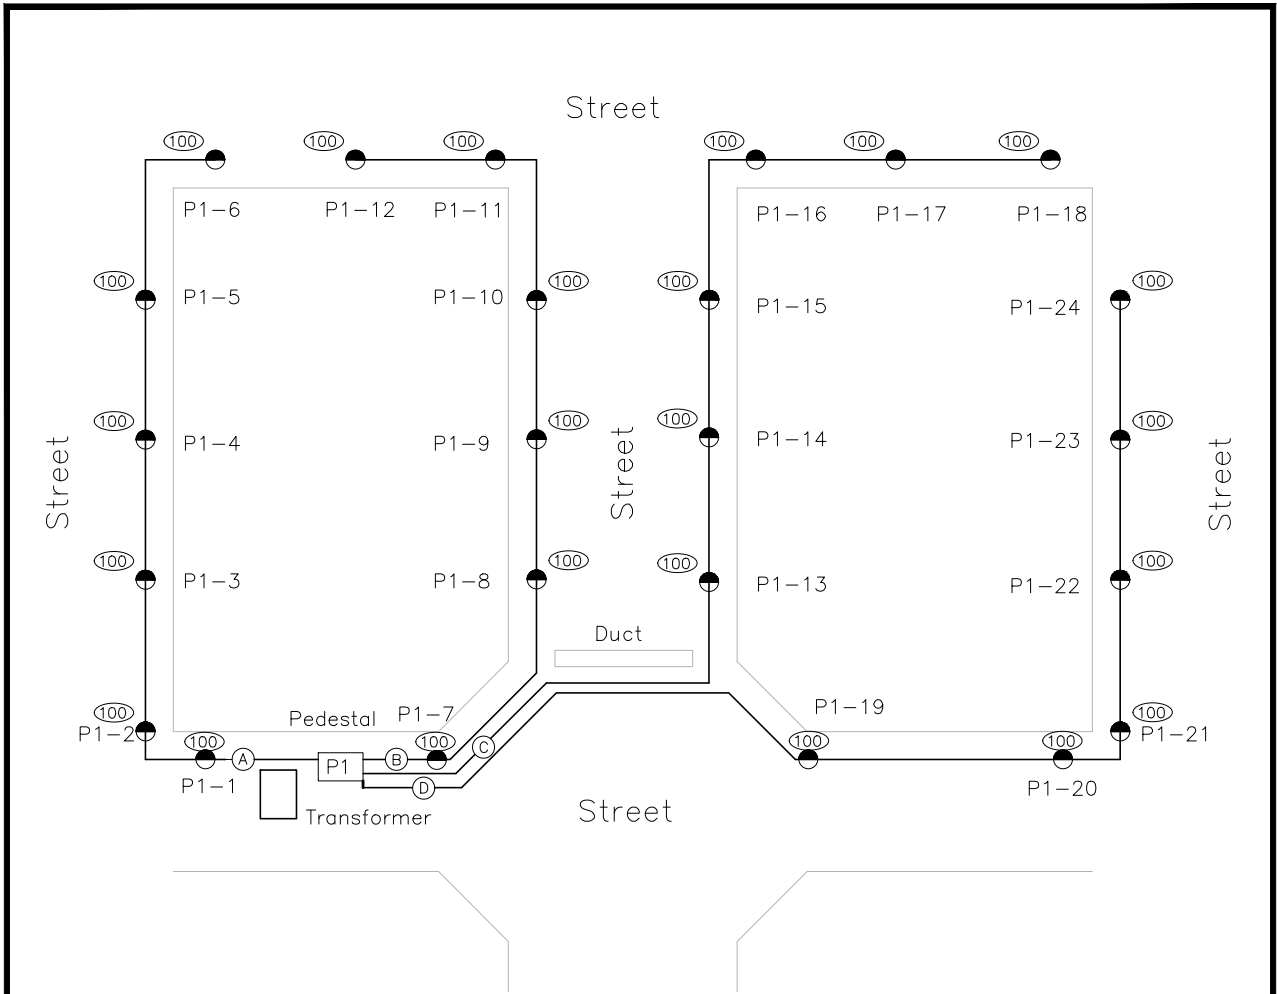 Street
100 100 100 100 100 100
P1-6 P1-12 P1-11 P1-16 P1-17 P1-18
100 100 100 100
P1-5 P1-10 P1-15 P1-24
100 100 100 100
P1-4 P1-9 P1-14 P1-23
Street Street Street
100 100 100 100
P1-3 P1-8 P1-13 P1-22
Duct
100 Pedestal P1-7 P1-19 100
P1-2 P1-21
100 100 100 100
A P1 B C D
P1-1 P1-20
Transformer Street